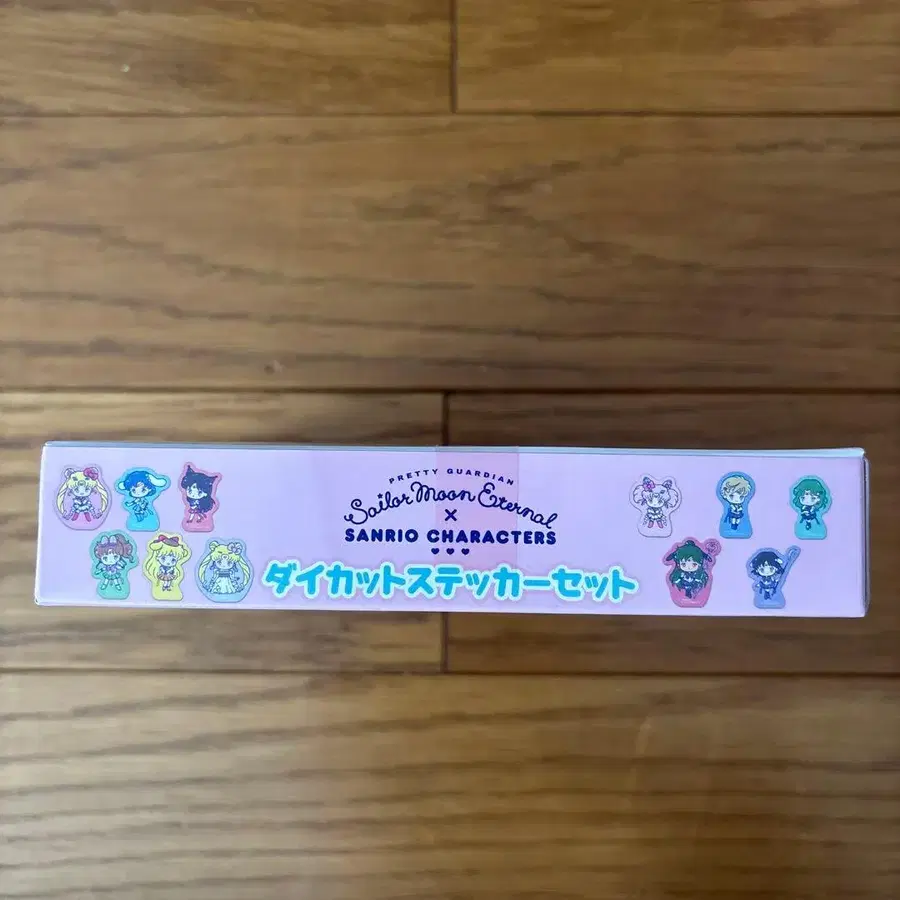 PRETTY GUARDIAN
Sailor Moon Eternal
×
SANRIO CHARACTERS
ダイカットステッカーセット